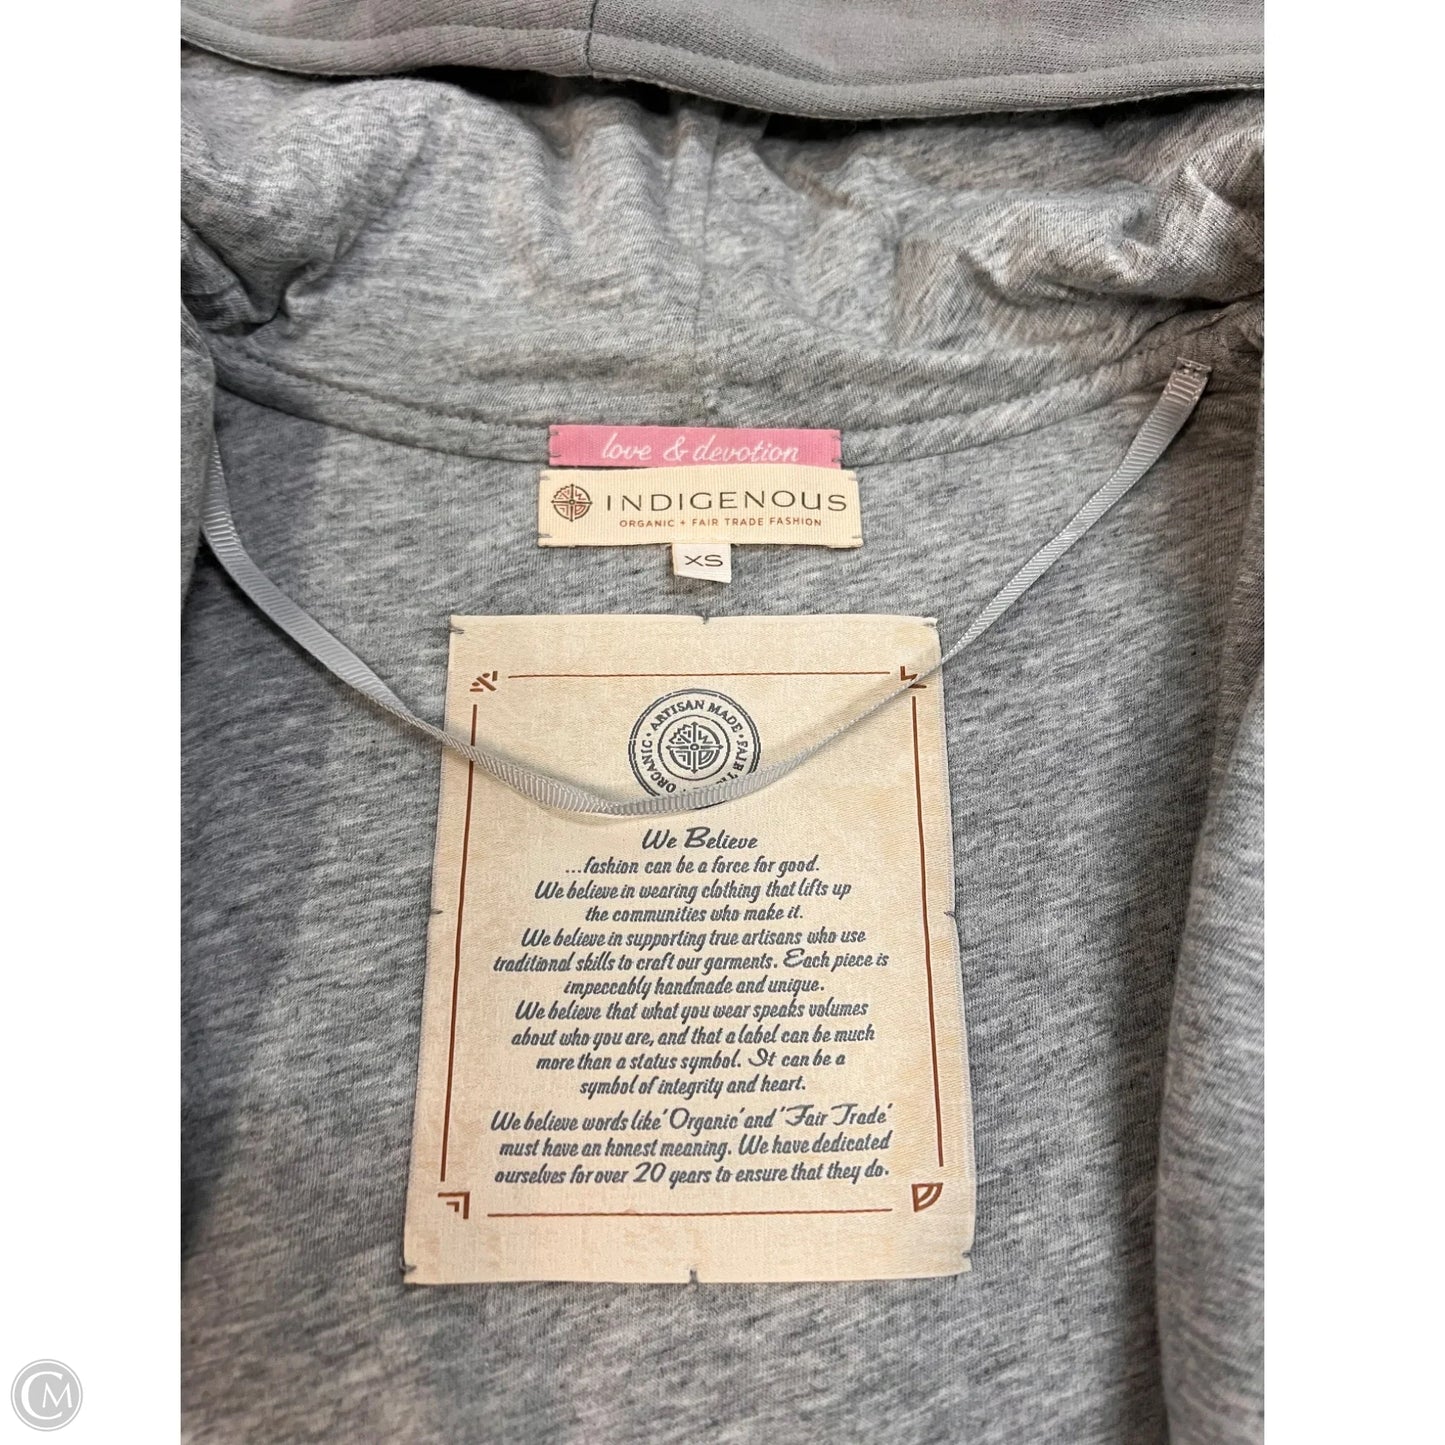 love & devotion
INDIGENOUS
ORGANIC + FAIR TRADE FASHION
XS
ORGANIC • ARTISAN MADE • FAIR
We Believe
...fashion can be a force for good.
We believe in wearing clothing that lifts up
the communities who make it.
We believe in supporting true artisans who use
traditional skills to craft our garments. Each piece is
impeccably handmade and unique.
We believe that what you wear speaks volumes
about who you are, and that a label can be much
more than a status symbol. It can be a
symbol of integrity and heart.
We believe words like 'Organic' and 'Fair Trade'
must have an honest meaning. We have dedicated
ourselves for over 20 years to ensure that they do.
CM